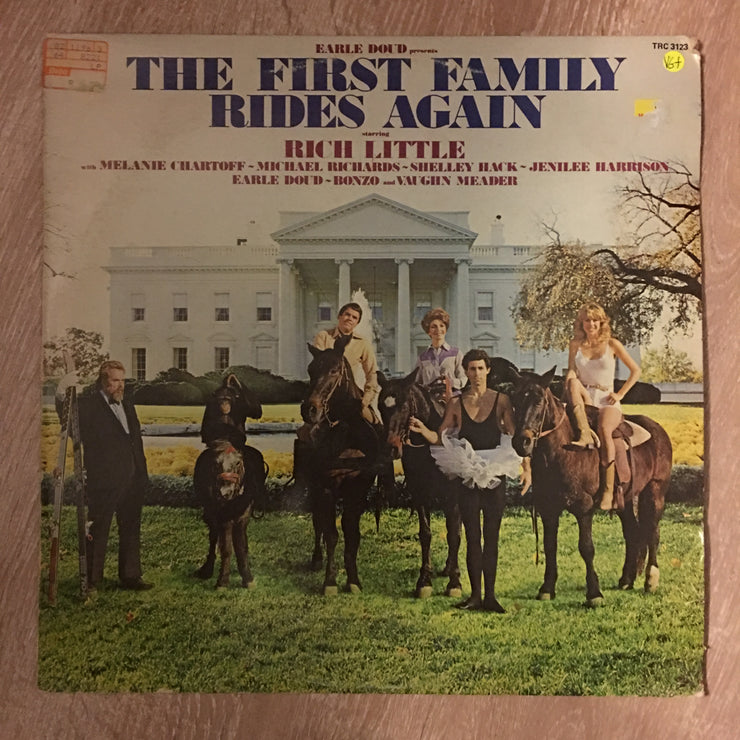 EARLE DOUD presents
TRC 3123
THE FIRST FAMILY
RIDES AGAIN
VG+
starring
RICH LITTLE
with MELANIE CHARTOFF ~ MICHAEL RICHARDS ~ SHELLEY HACK ~ JENILEE HARRISON
EARLE DOUD ~ BONZO and VAUGHN MEADER